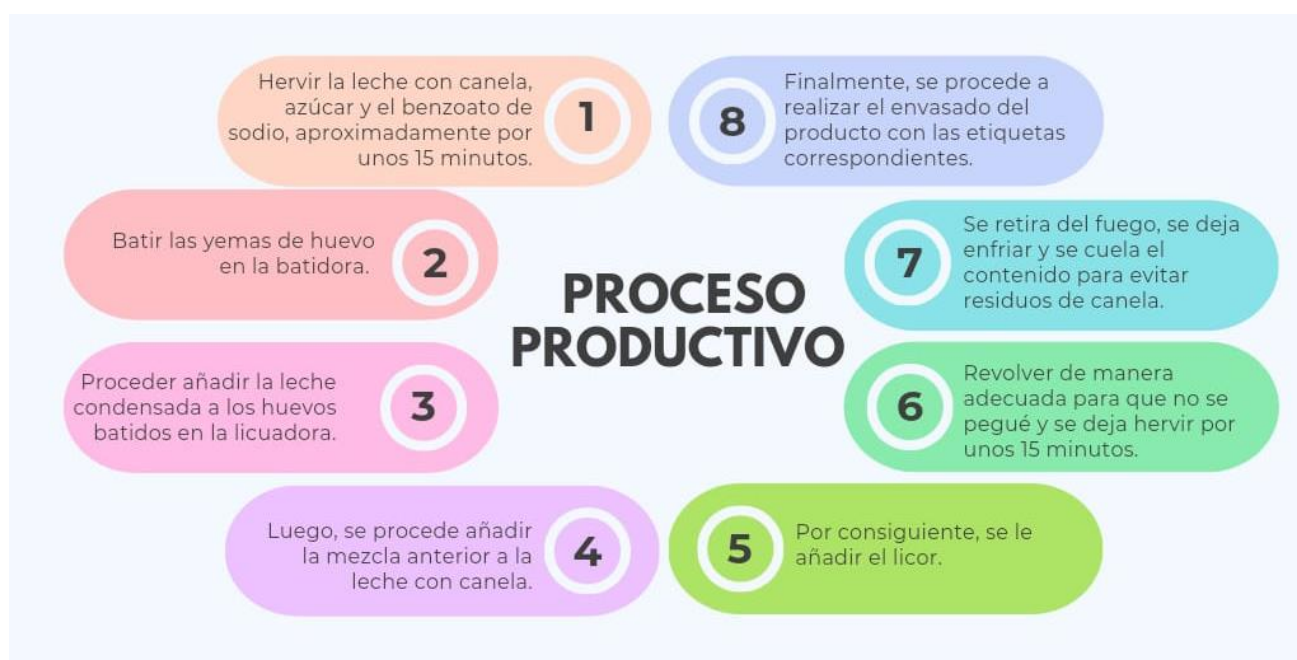 PROCESO
PRODUCTIVO
1
Hervir la leche con canela,
azúcar y el benzoato de
sodio, aproximadamente por
unos 15 minutos.
2
Batir las yemas de huevo
en la batidora.
3
Proceder añadir la leche
condensada a los huevos
batidos en la licuadora.
4
Luego, se procede añadir
la mezcla anterior a la
leche con canela.
5
Por consiguiente, se le
añadir el licor.
6
Revolver de manera
adecuada para que no se
pegué y se deja hervir por
unos 15 minutos.
7
Se retira del fuego, se deja
enfriar y se cuela el
contenido para evitar
residuos de canela.
8
Finalmente, se procede a
realizar el envasado del
producto con las etiquetas
correspondientes.